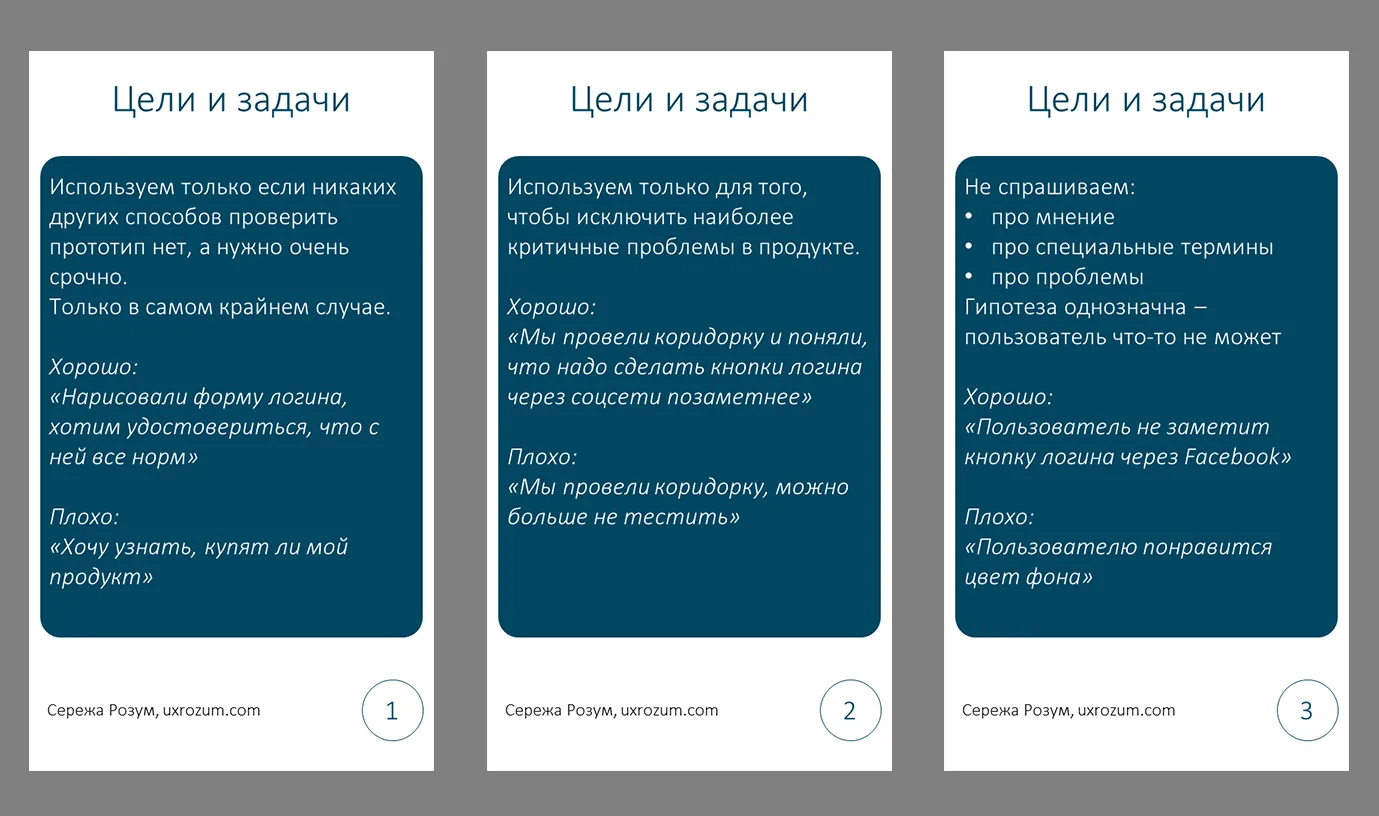 Цели и задачи
Используем только если никаких
других способов проверить
прототип нет, а нужно очень
срочно.
Только в самом крайнем случае.
Хорошо:
«Нарисовали форму логина,
хотим удостовериться, что с
ней все норм»
Плохо:
«Хочу узнать, купят ли мой
продукт»
Сережа Розум, uxrozum.com
1
Цели и задачи
Используем только для того,
чтобы исключить наиболее
критичные проблемы в продукте.
Хорошо:
«Мы провели коридорку и поняли,
что надо сделать кнопки логина
через соцсети позаметнее»
Плохо:
«Мы провели коридорку, можно
больше не тестить»
Сережа Розум, uxrozum.com
2
Цели и задачи
Не спрашиваем:
• про мнение
• про специальные термины
• про проблемы
Гипотеза однозначна –
пользователь что-то не может
Хорошо:
«Пользователь не заметит
кнопку логина через Facebook»
Плохо:
«Пользователю понравится
цвет фона»
Сережа Розум, uxrozum.com
3